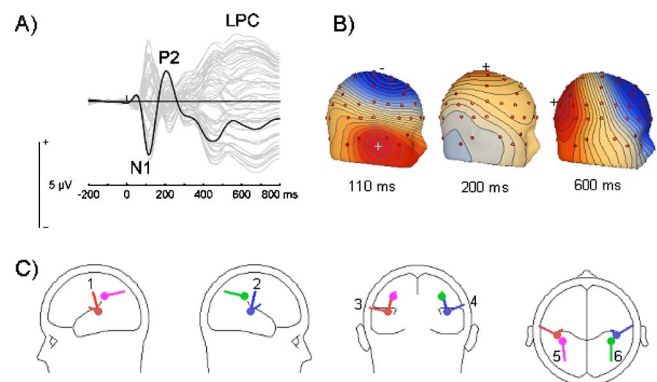 A)
LPC
P2
N1
+
5 µV
−
-200 0 200 400 600 800 ms
B)
-
+
+
+
-
110 ms 200 ms 600 ms
C)
1
2
3
4
5
6